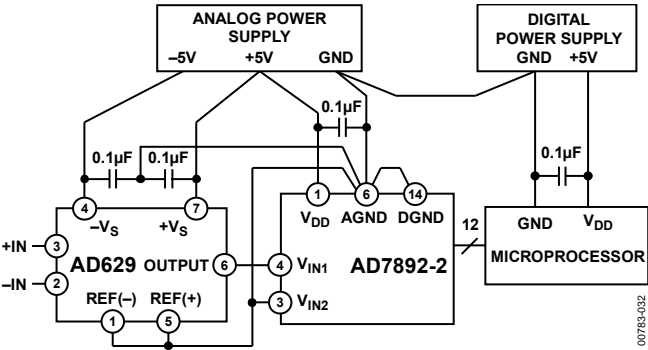 ANALOG POWER
SUPPLY
–5V +5V GND
DIGITAL
POWER SUPPLY
GND +5V
0.1µF
0.1µF 0.1µF
0.1µF
4 7
–VS +VS
1 6 14
VDD AGND DGND
12
GND VDD
MICROPROCESSOR
+IN 3
–IN 2
AD629 OUTPUT 6
4 VIN1
AD7892-2
3 VIN2
REF(–) REF(+)
1 5
00783-032